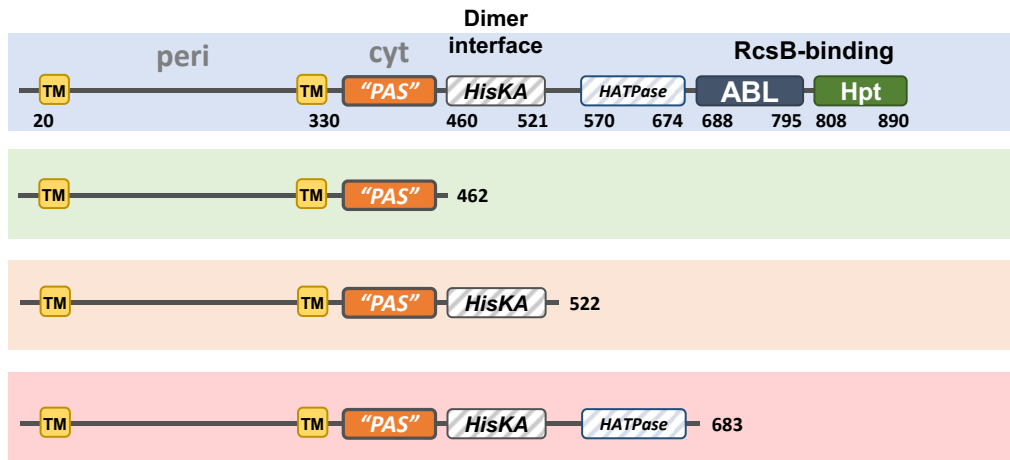 Dimer
interface
peri
cyt
RcsB-binding
TM TM "PAS" HisKA HATPase ABL Hpt
20 330 460 521 570 674 688 795 808 890
TM TM "PAS" 462
TM TM "PAS" HisKA 522
TM TM "PAS" HisKA HATPase 683